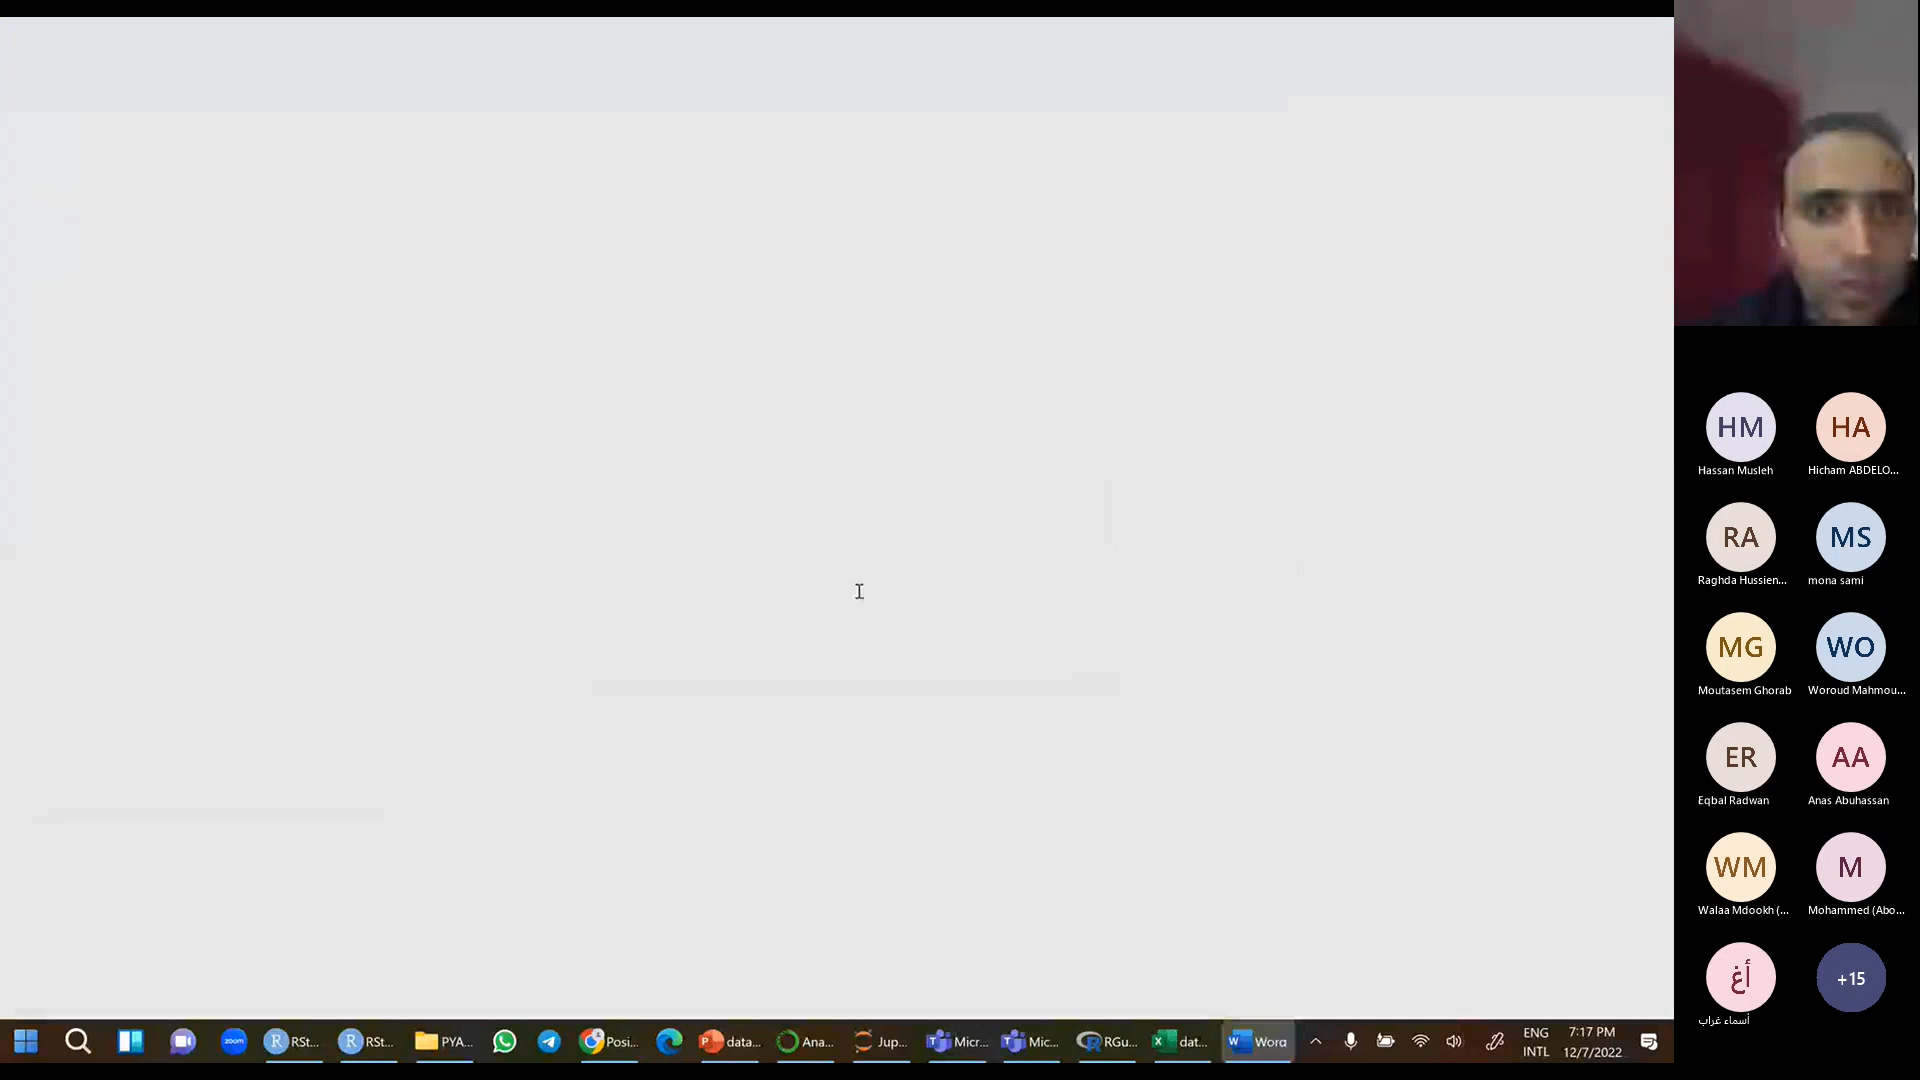 HM
HA
Hassan Musleh
Hicham ABDELO...
RA
MS
Raghda Hussien...
mona sami
MG
WO
Moutasem Ghorab
Woroud Mahmou...
ER
AA
Eqbal Radwan
Anas Abuhassan
WM
M
Walaa Mdookh (...
Mohammed (Abo...
أغ
+15
أسماء غراب
zoom
RSt...
RSt...
PYA...
Posi...
data...
Ana...
Jup...
Micr...
Mic...
RGu...
dat...
Word
ENG
INTL
7:17 PM
12/7/2022